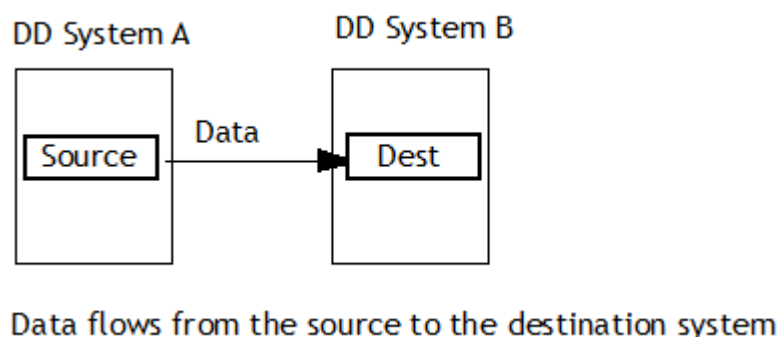 DD System A
DD System B
Data
Source
Dest
Data flows from the source to the destination system